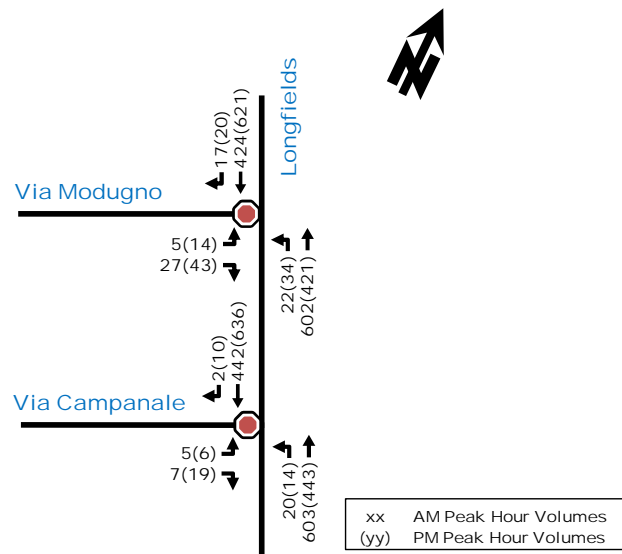 17(20)
424(621)
Longfields
Via Modugno
5(14)
27(43)
22(34)
602(421)
2(10)
442(636)
Via Campanale
5(6)
7(19)
20(14)
603(443)
xx AM Peak Hour Volumes
(yy) PM Peak Hour Volumes